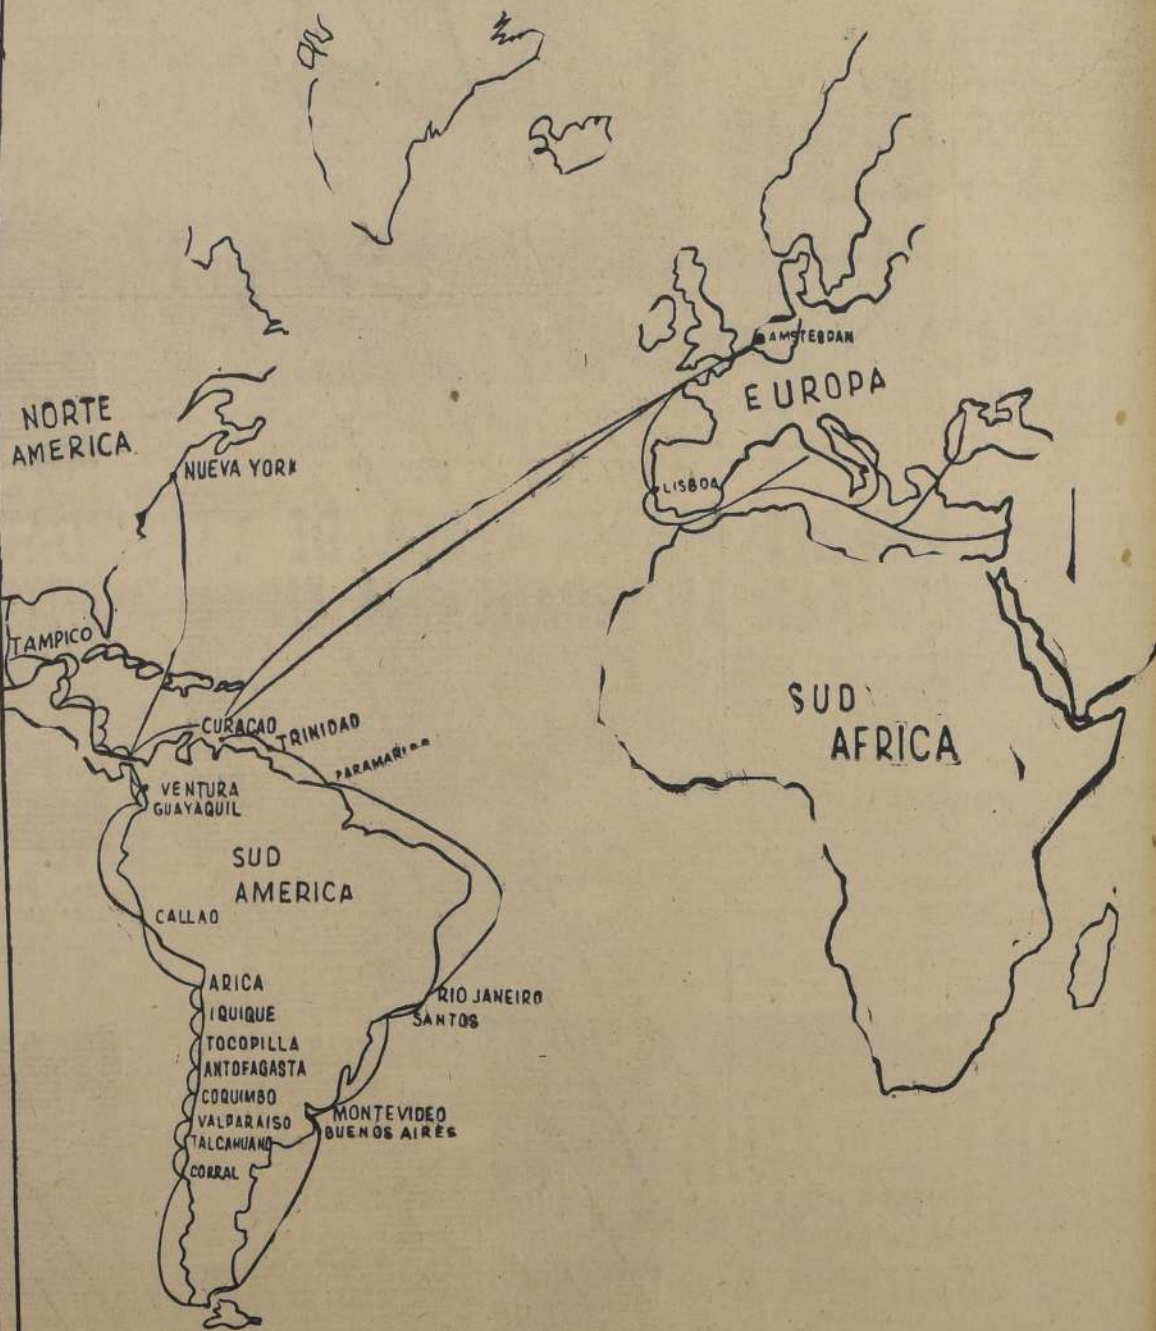 NORTE
AMERICA
NUEVA YORK
AMSTERDAN
EUROPA
LISBOA
TAMPICO
CURACAO
TRINIDAD
SUD
AFRICA
VENTURA
GUAYAQUIL
SUD
AMERICA
CALLAO
ARICA
IQUIQUE
TOCOPILLA
ANTOFAGASTA
COQUIMBO
VALPARAISO
TALCAHUANO
CORRAL
RIO JANEIRO
SANTOS
MONTEVIDEO
BUENOS AIRES